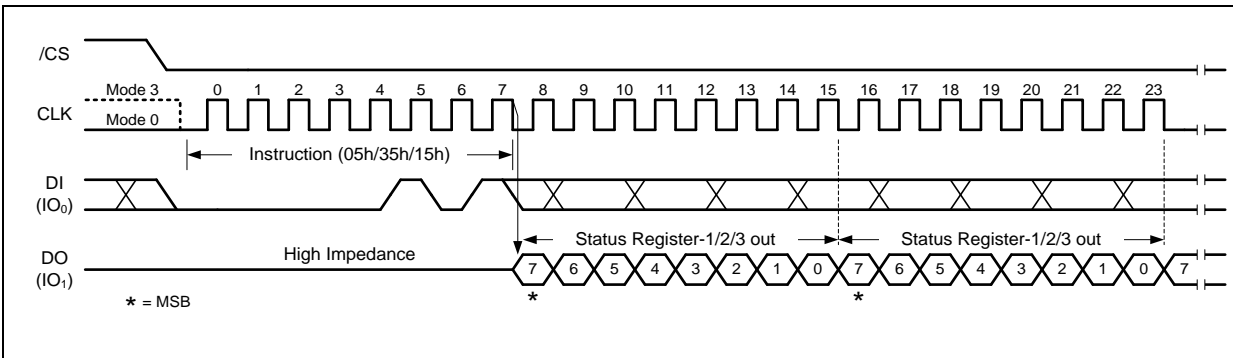 /CS
Mode 3
0 1 2 3 4 5 6 7 8 9 10 11 12 13 14 15 16 17 18 19 20 21 22 23
CLK
Mode 0
Instruction (05h/35h/15h)
DI
(IO₀)
Status Register-1/2/3 out Status Register-1/2/3 out
High Impedance
DO
(IO₁)
7 6 5 4 3 2 1 0 7 6 5 4 3 2 1 0 7
* *
* = MSB